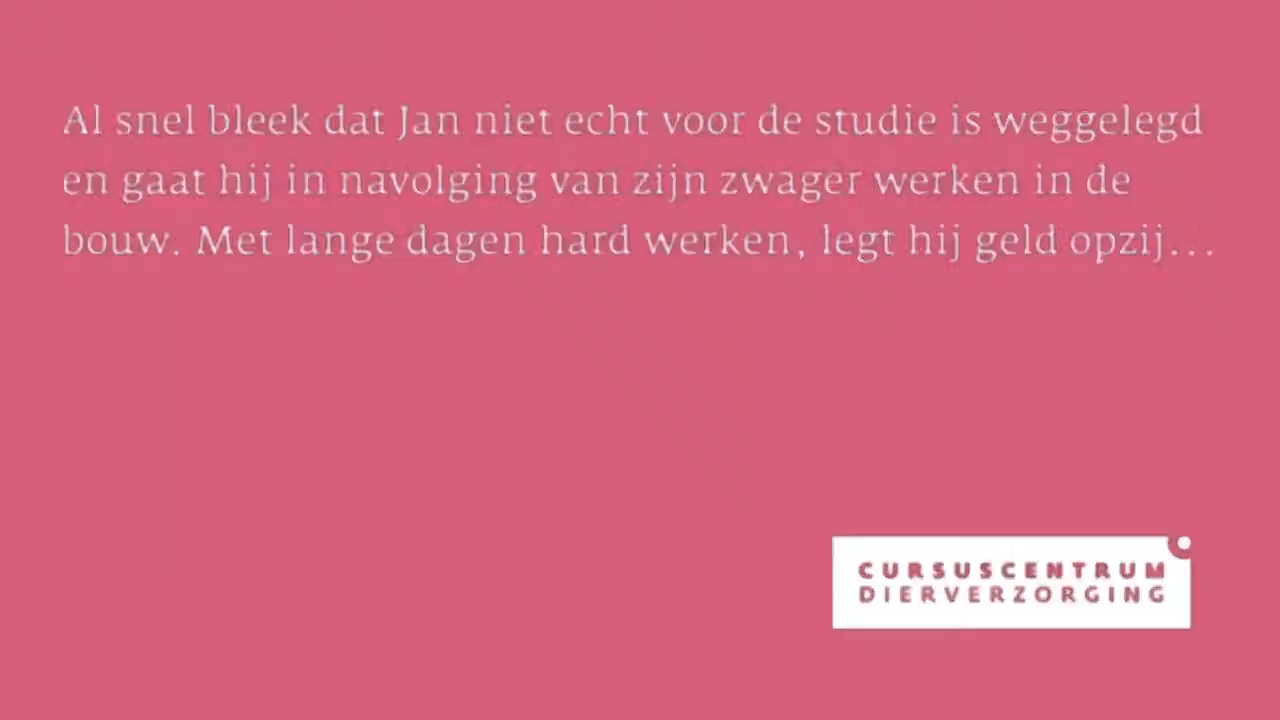 Al snel bleek dat Jan niet echt voor de studie is weggelegd
en gaat hij in navolging van zijn zwager werken in de
bouw. Met lange dagen hard werken, legt hij geld opzij...
CURSUSCENTRUM
DIERVERZORGING